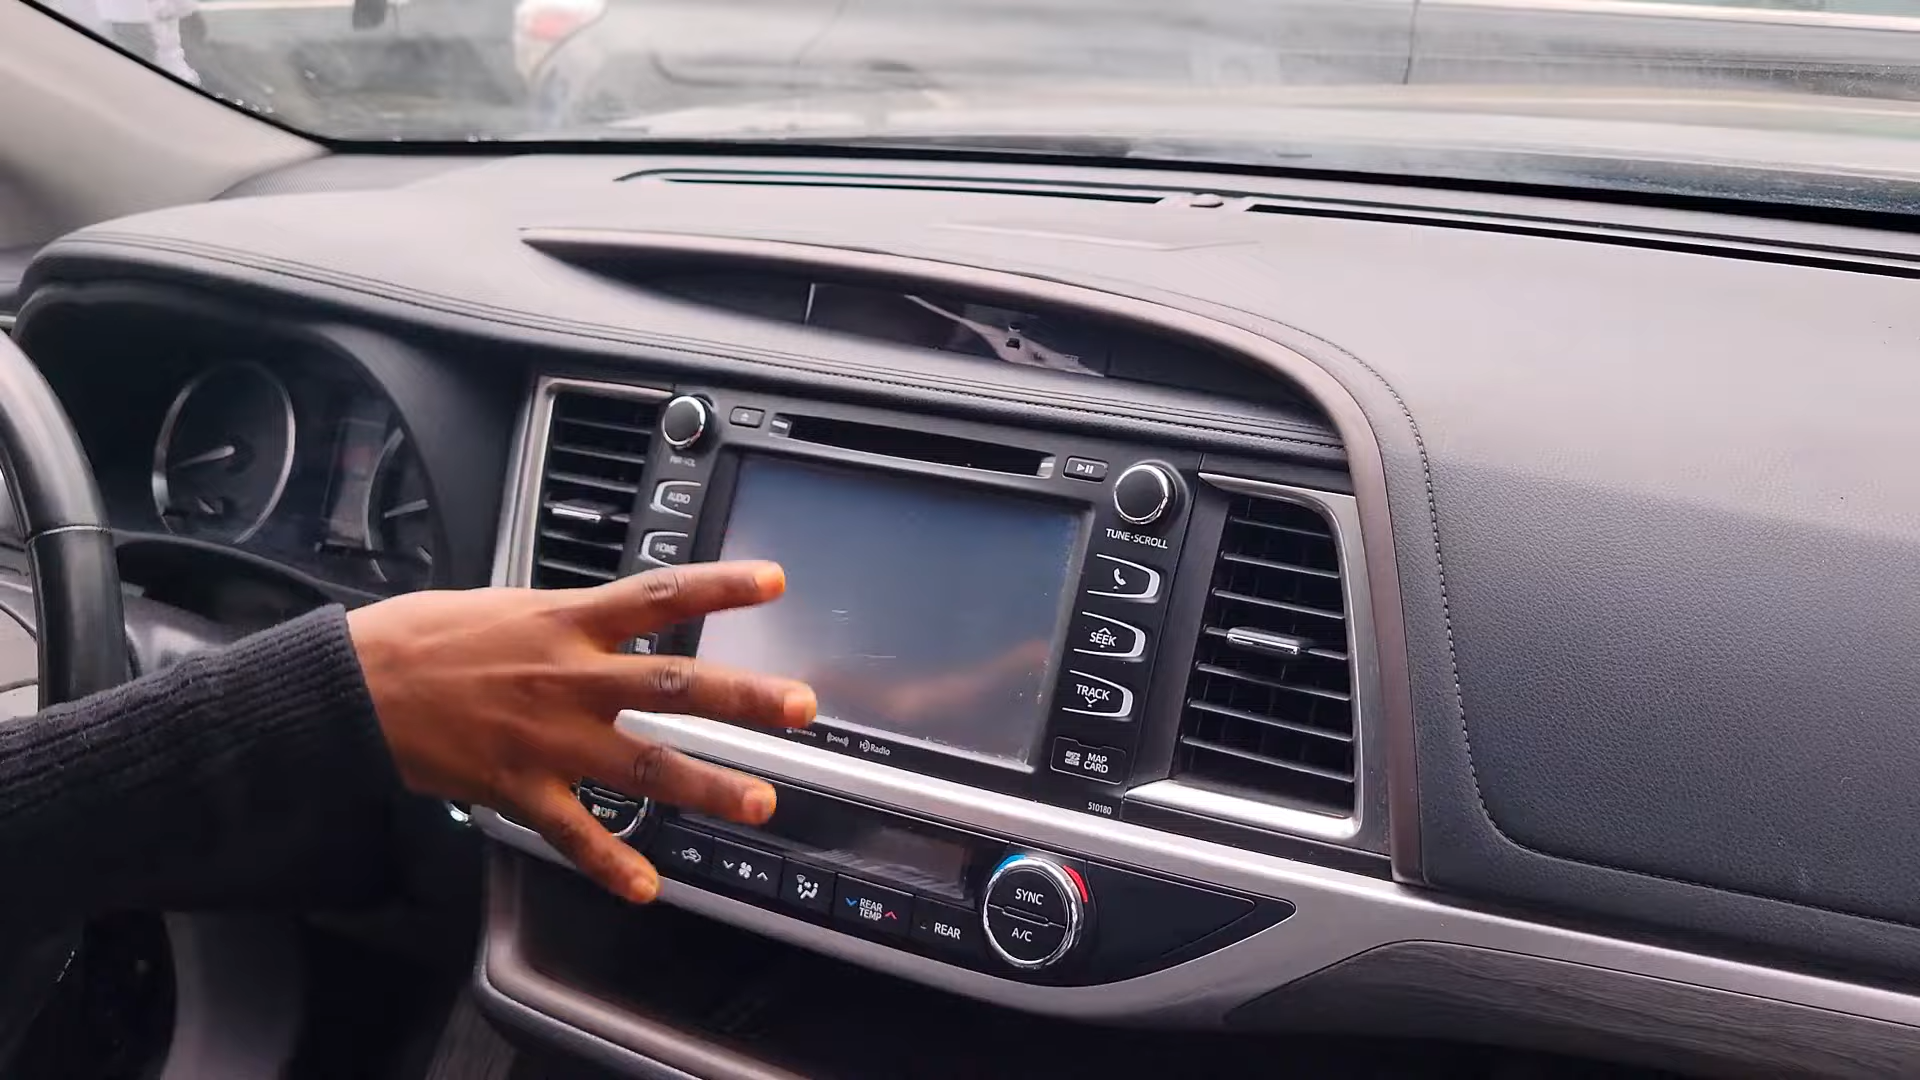 AUDIO
HOME
TUNE·SCROLL
SEEK
TRACK
HD Radio
MAP
CARD
510180
OFF
REAR
TEMP
REAR
SYNC
A/C